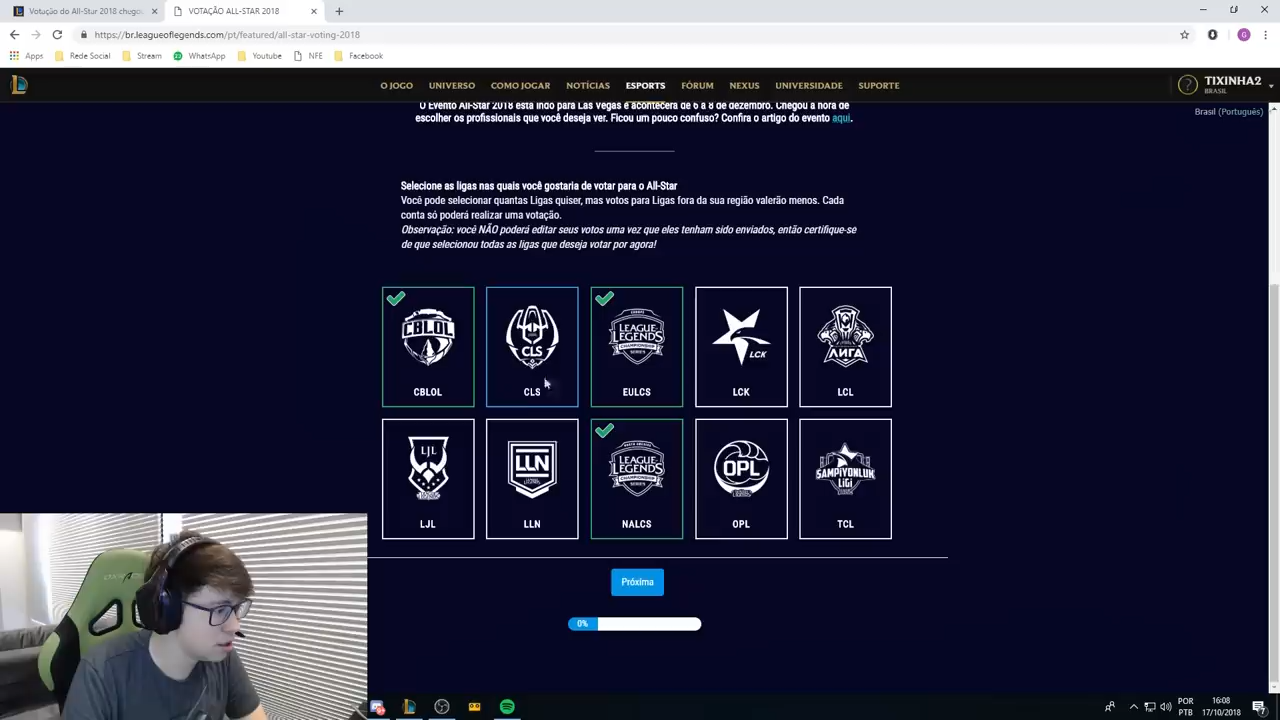 Votação do All-Star 2018 chego
VOTAÇÃO ALL-STAR 2018
https://br.leagueoflegends.com/pt/featured/all-star-voting-2018
Apps
Rede Social
Stream
WhatsApp
Youtube
NFE
Facebook
O JOGO
UNIVERSO
COMO JOGAR
NOTÍCIAS
ESPORTS
FÓRUM
NEXUS
UNIVERSIDADE
SUPORTE
TIXINHA2
BRASIL
Brasil (Português)
O Evento All-Star 2018 está indo para Las Vegas e acontecerá de 6 a 8 de dezembro. Chegou a hora de
escolher os profissionais que você deseja ver. Ficou um pouco confuso? Confira o artigo do evento aqui.
Selecione as ligas nas quais você gostaria de votar para o All-Star
Você pode selecionar quantas Ligas quiser, mas votos para Ligas fora da sua região valerão menos. Cada
conta só poderá realizar uma votação.
Observação: você NÃO poderá editar seus votos uma vez que eles tenham sido enviados, então certifique-se
de que selecionou todas as ligas que deseja votar por agora!
CBLOL
CLS
LEAGUE
LEGENDS
CHAMPIONSHIP
SERIES
LCK
ЛИГА
CBLOL
CLS
EULCS
LCK
LCL
LJL
LLN
NORTH AMERICA
LEAGUE
LEGENDS
CHAMPIONSHIP
SERIES
OPL
ŞAMPİYONLUK
LİGİ
LJL
LLN
NALCS
OPL
TCL
Próxima
0%
POR
PTB
16:08
17/10/2018